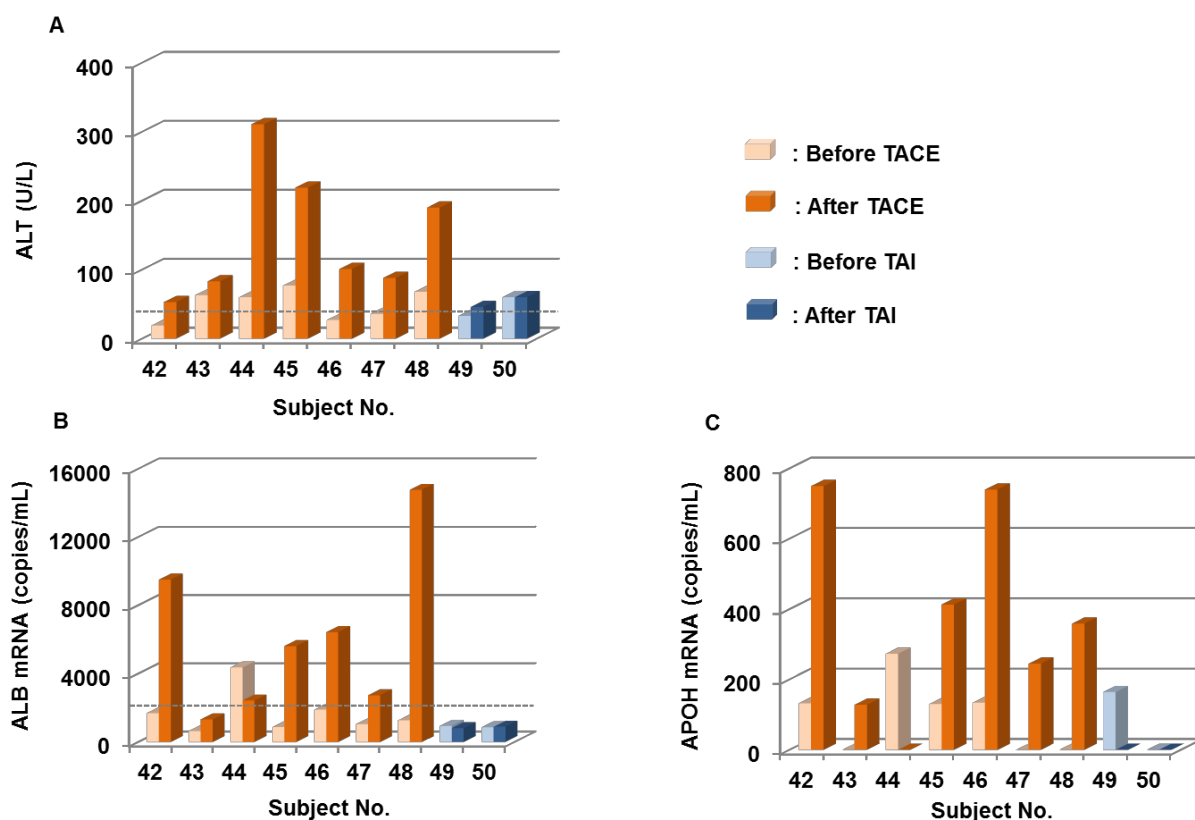 A
400
300
200
100
0
ALT (U/L)
42 43 44 45 46 47 48 49 50
Subject No.
: Before TACE
: After TACE
: Before TAI
: After TAI
B
16000
12000
8000
4000
0
ALB mRNA (copies/mL)
42 43 44 45 46 47 48 49 50
Subject No.
C
800
600
400
200
0
APOH mRNA (copies/mL)
42 43 44 45 46 47 48 49 50
Subject No.